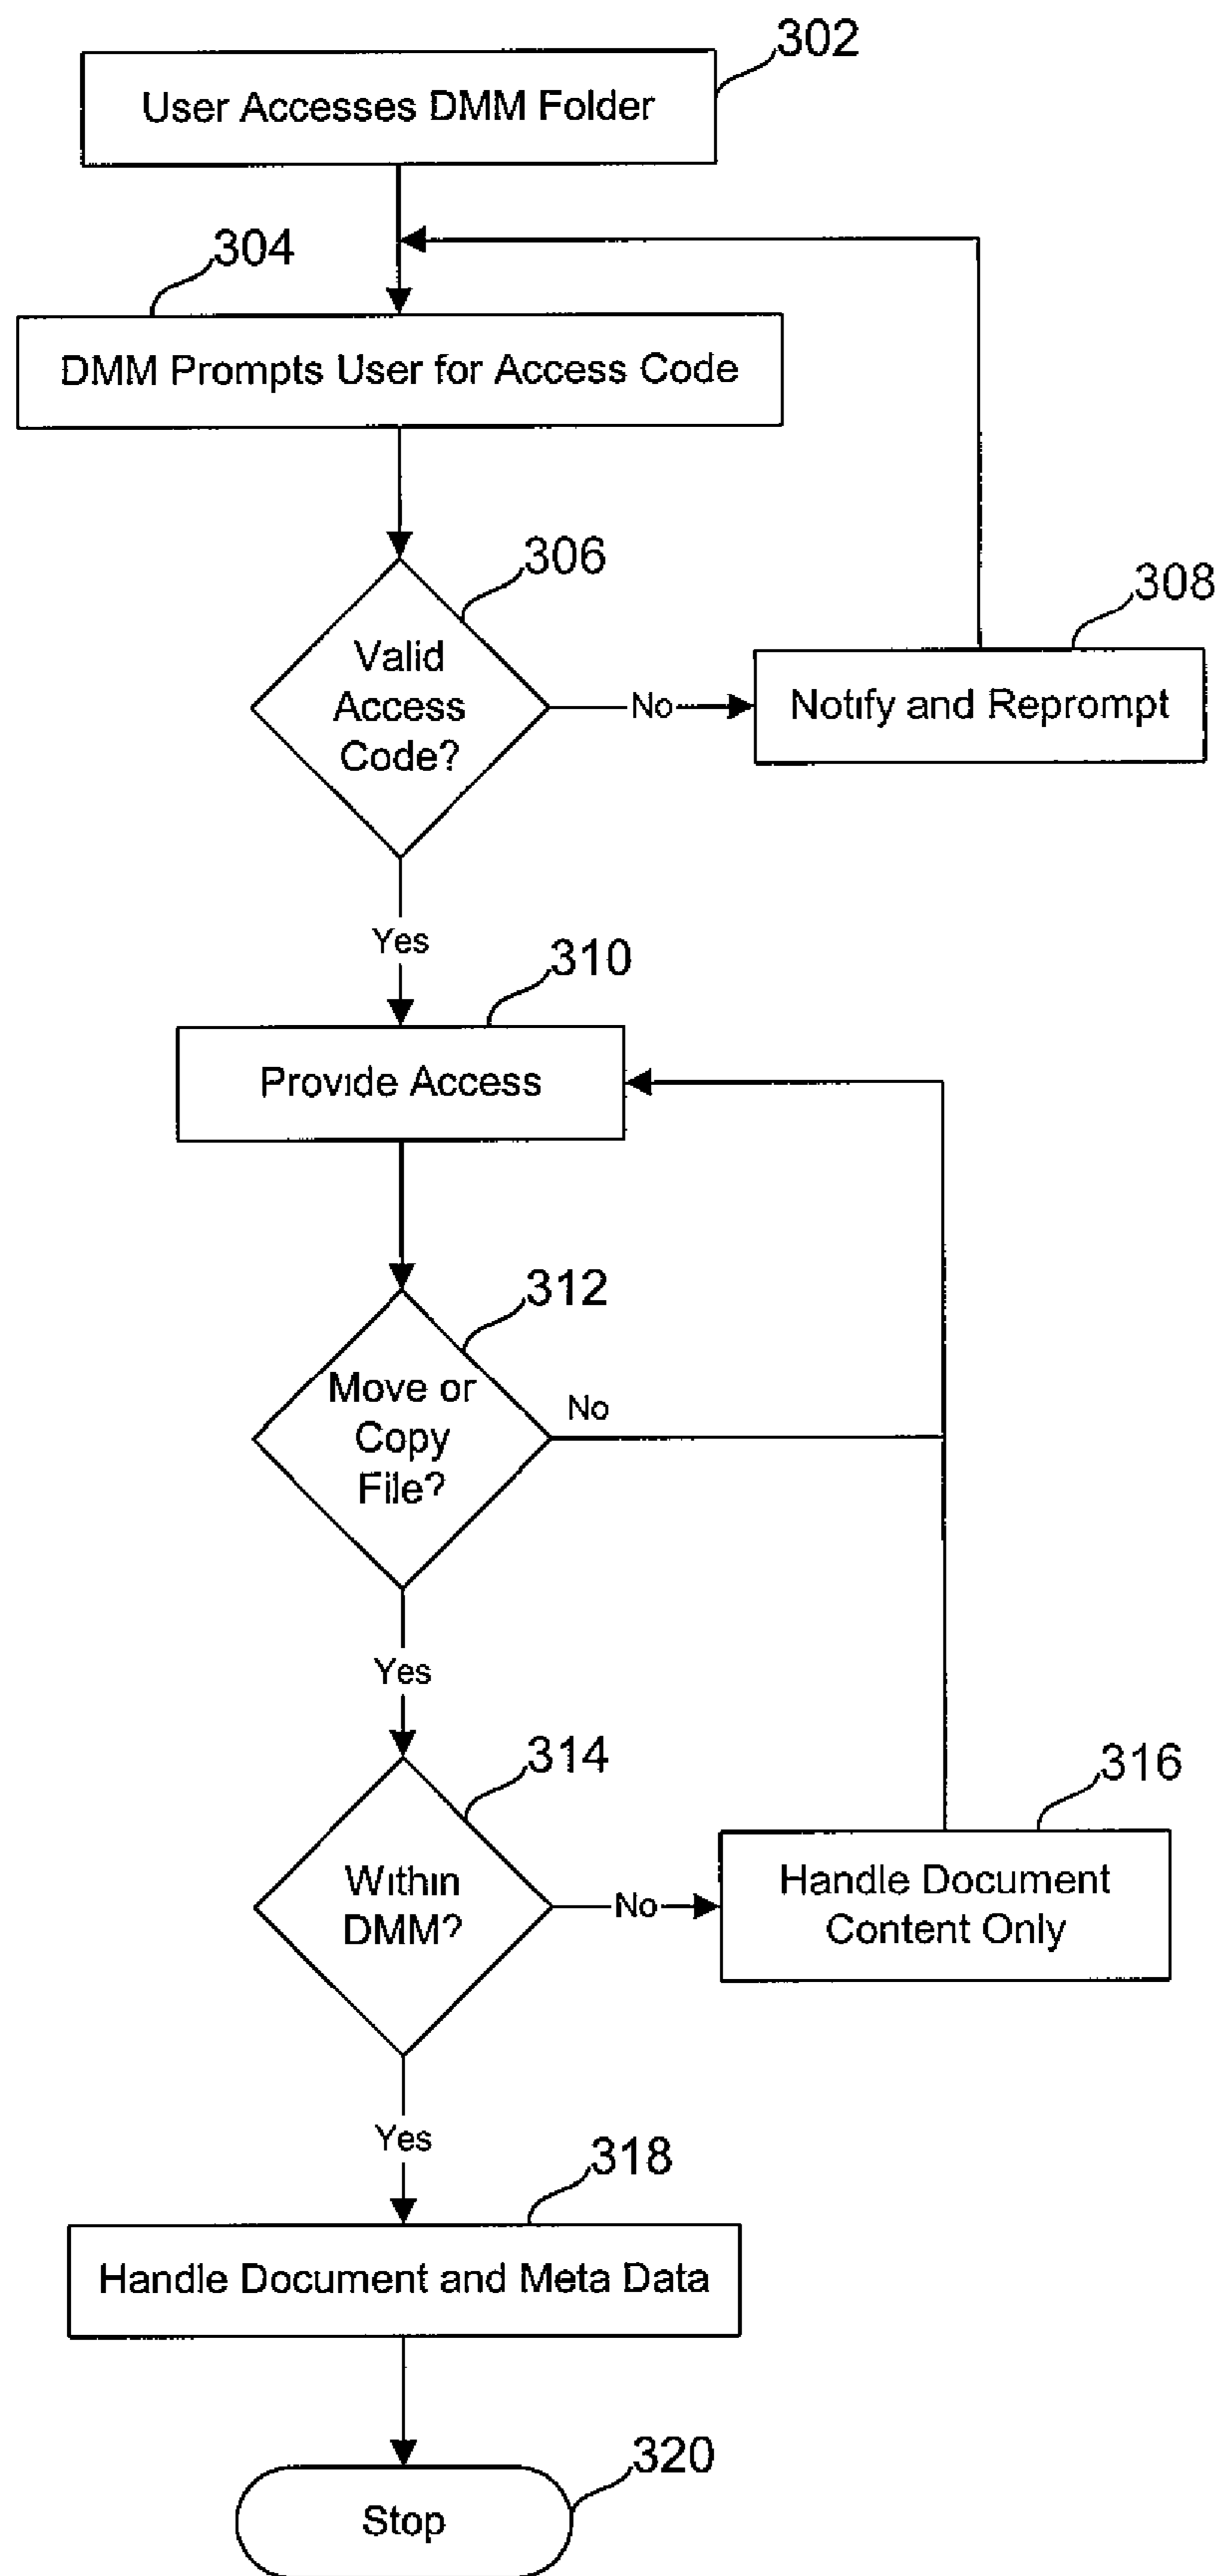 302
User Accesses DMM Folder
304
DMM Prompts User for Access Code
306
Valid
Access
Code?
No
308
Notify and Reprompt
Yes
310
Provide Access
312
Move or
Copy
File?
No
Yes
314
Within
DMM?
No
316
Handle Document
Content Only
Yes
318
Handle Document and Meta Data
320
Stop